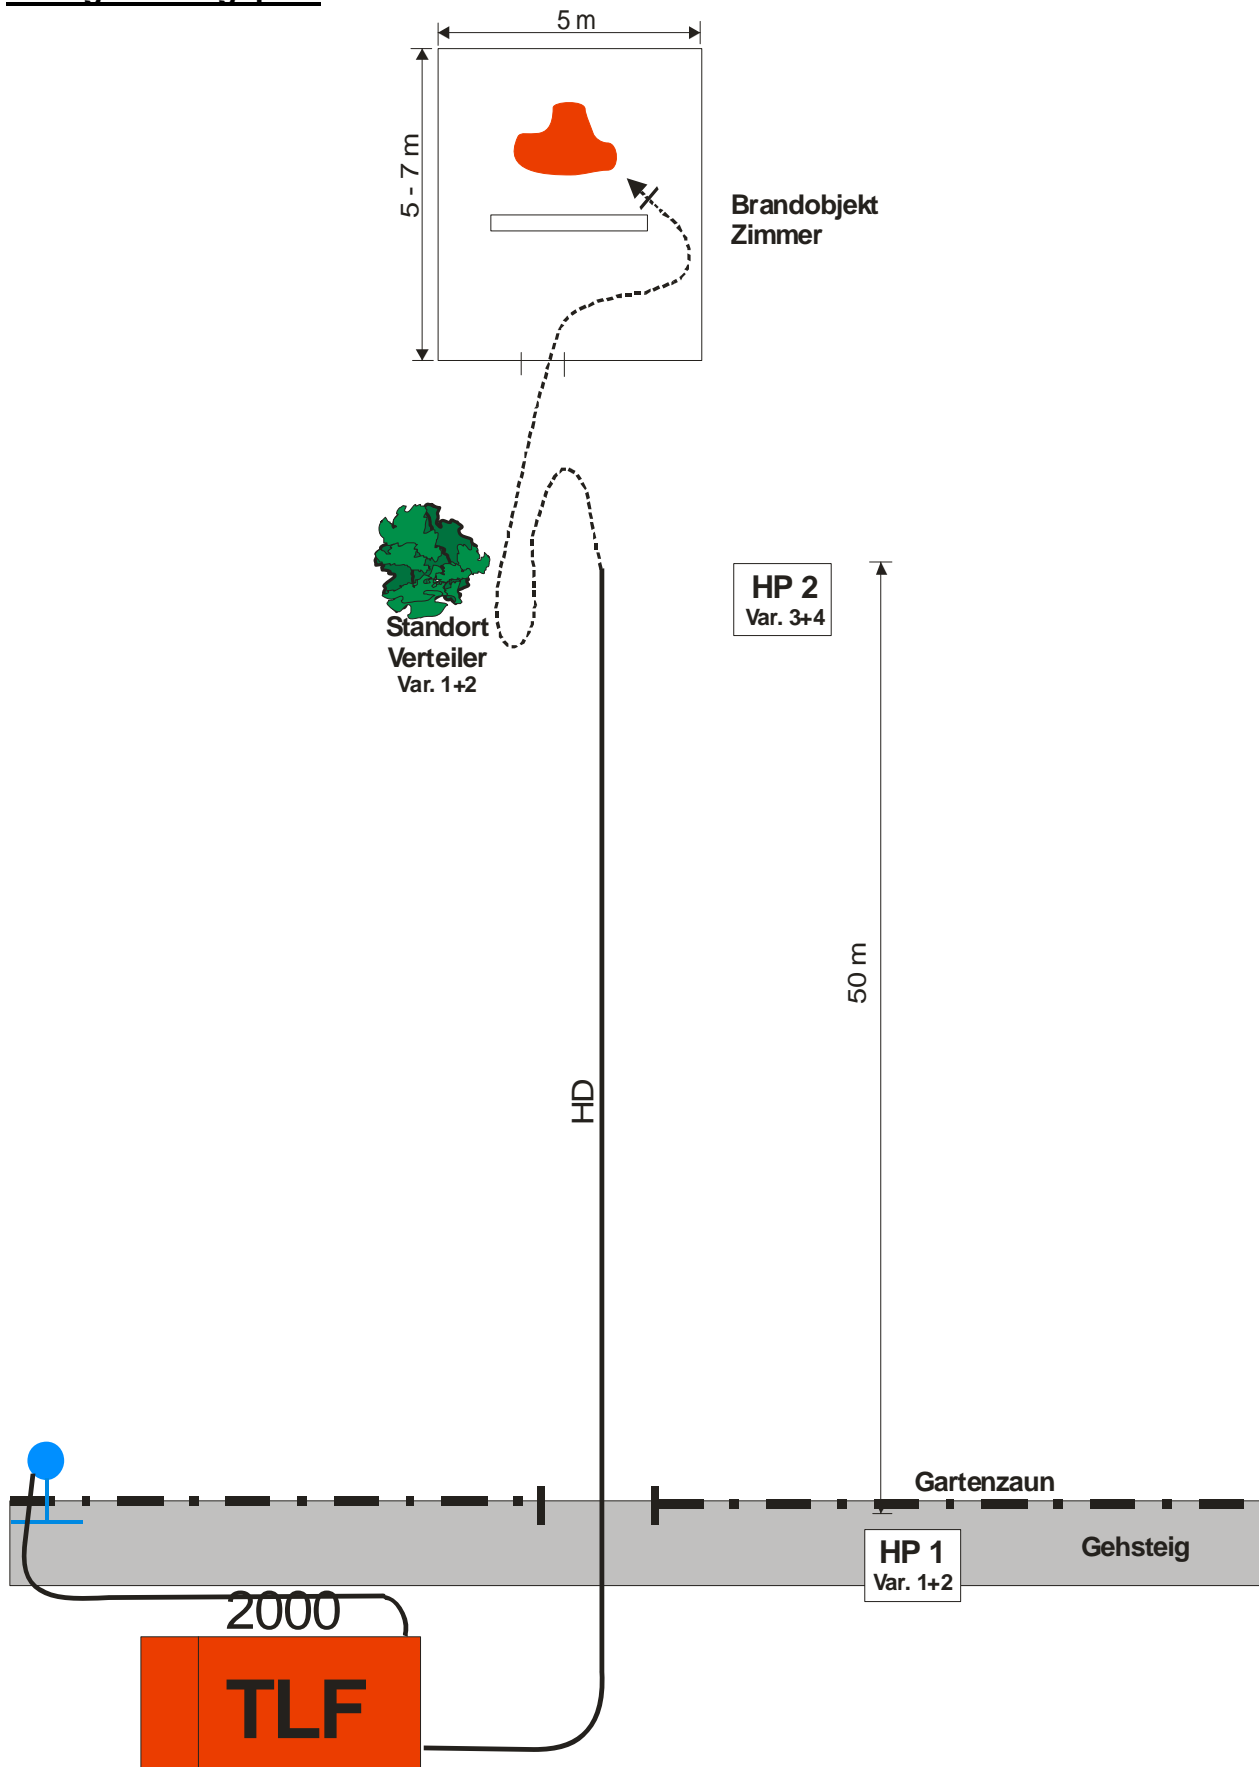 5 m
5 - 7 m
Brandobjekt
Zimmer
HP 2
Var. 3+4
Standort
Verteiler
Var. 1+2
50 m
HD
Gartenzaun
HP 1
Var. 1+2
Gehsteig
2000
TLF